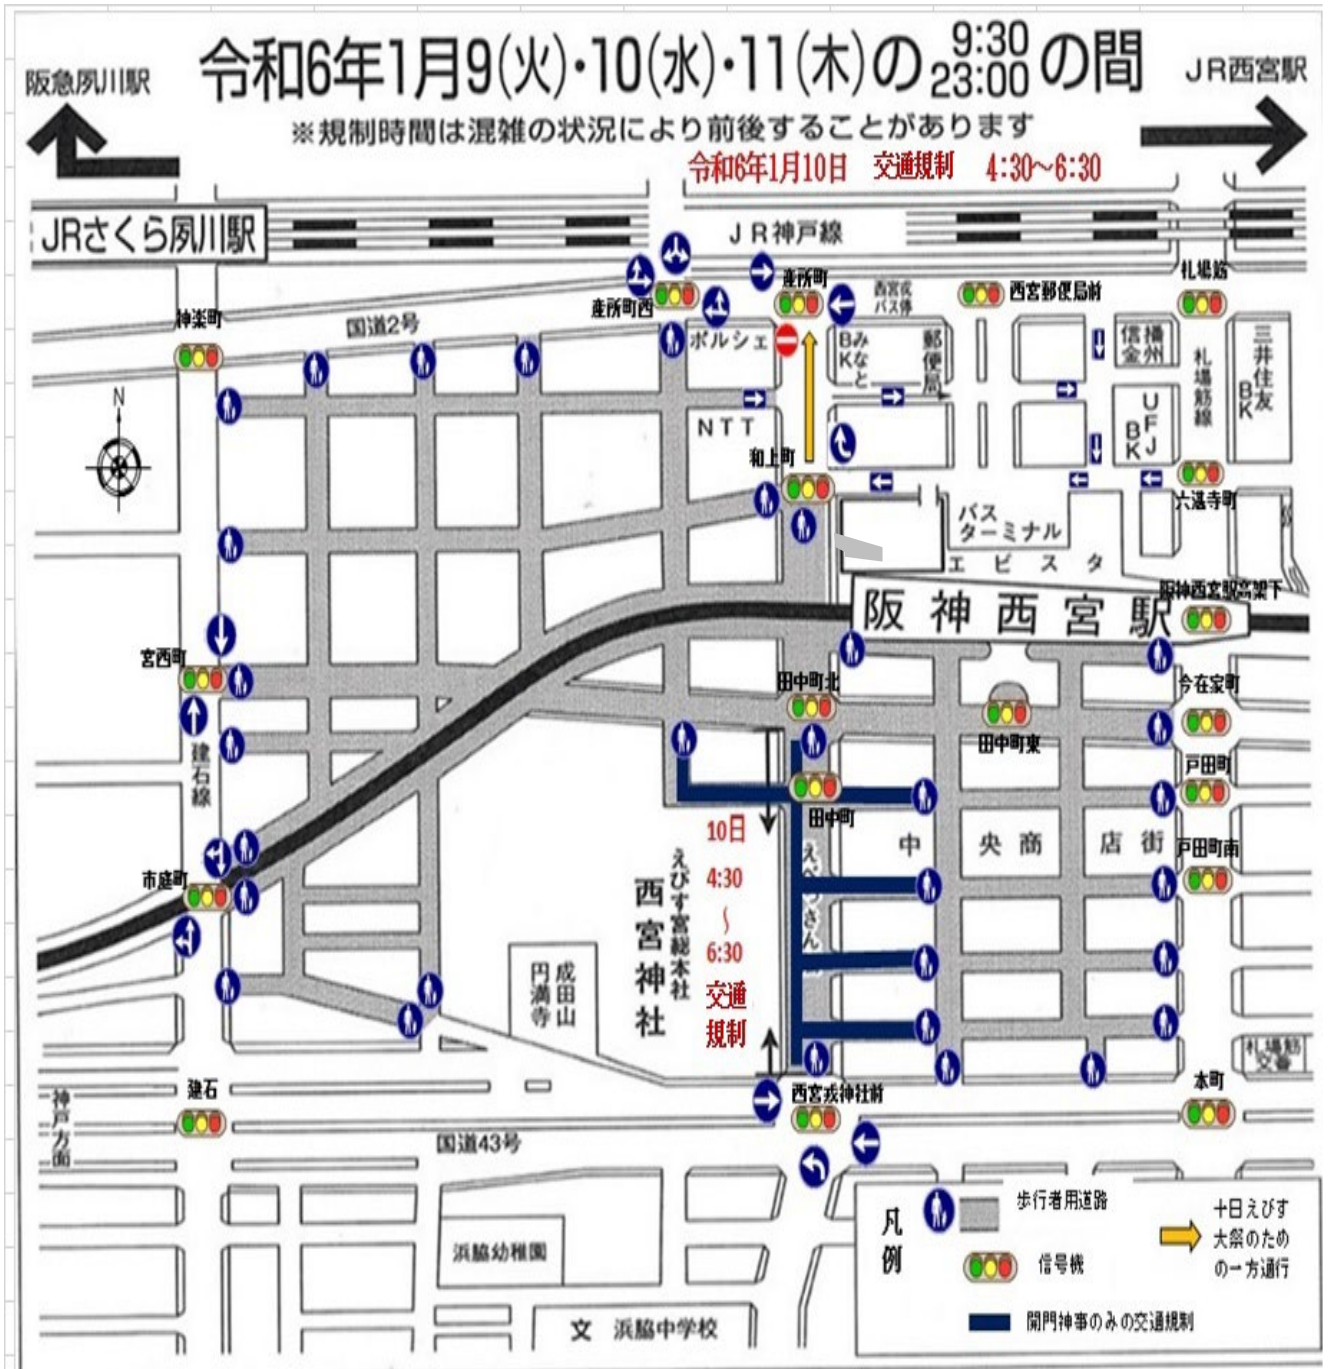 令和6年1月9(火)・10(水)・11(木)の 9:30 23:00 の間
阪急夙川駅
JR西宮駅
※規制時間は混雑の状況により前後することがあります
令和6年1月10日 交通規制 4:30～6:30
JRさくら夙川駅
JR神戸線
札場筋
産所町
産所町西
西宮戎
バス停
西宮郵便局前
神楽町
国道2号
ポルシェ
みなと
BK
郵便局
播州
信金
札場筋線
三井住友
BK
N
NTT
UFJ
BK
和上町
六湛寺町
バス
ターミナル
エビスタ
阪神西宮駅
阪神西宮駅高架下
宮西町
田中町北
今在家町
田中町東
建石線
戸田町
田中町
10日
4:30
～
6:30
交通
規制
中央商店街
戸田町南
市庭町
えびす宮総本社
西宮神社
成田山
円満寺
札場筋
交番
建石
西宮戎神社前
本町
神戸方面
国道43号
浜脇幼稚園
文 浜脇中学校
凡例
歩行者用道路
信号機
十日えびす
大祭のため
の一方通行
開門神事のみの交通規制